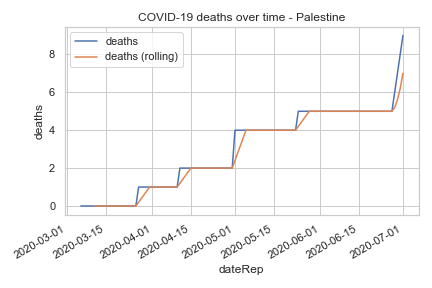 COVID-19 deaths over time - Palestine
deaths
deaths (rolling)
deaths
8
6
4
2
0
2020-03-01
2020-03-15
2020-04-01
2020-04-15
2020-05-01
2020-05-15
2020-06-01
2020-06-15
2020-07-01
dateRep